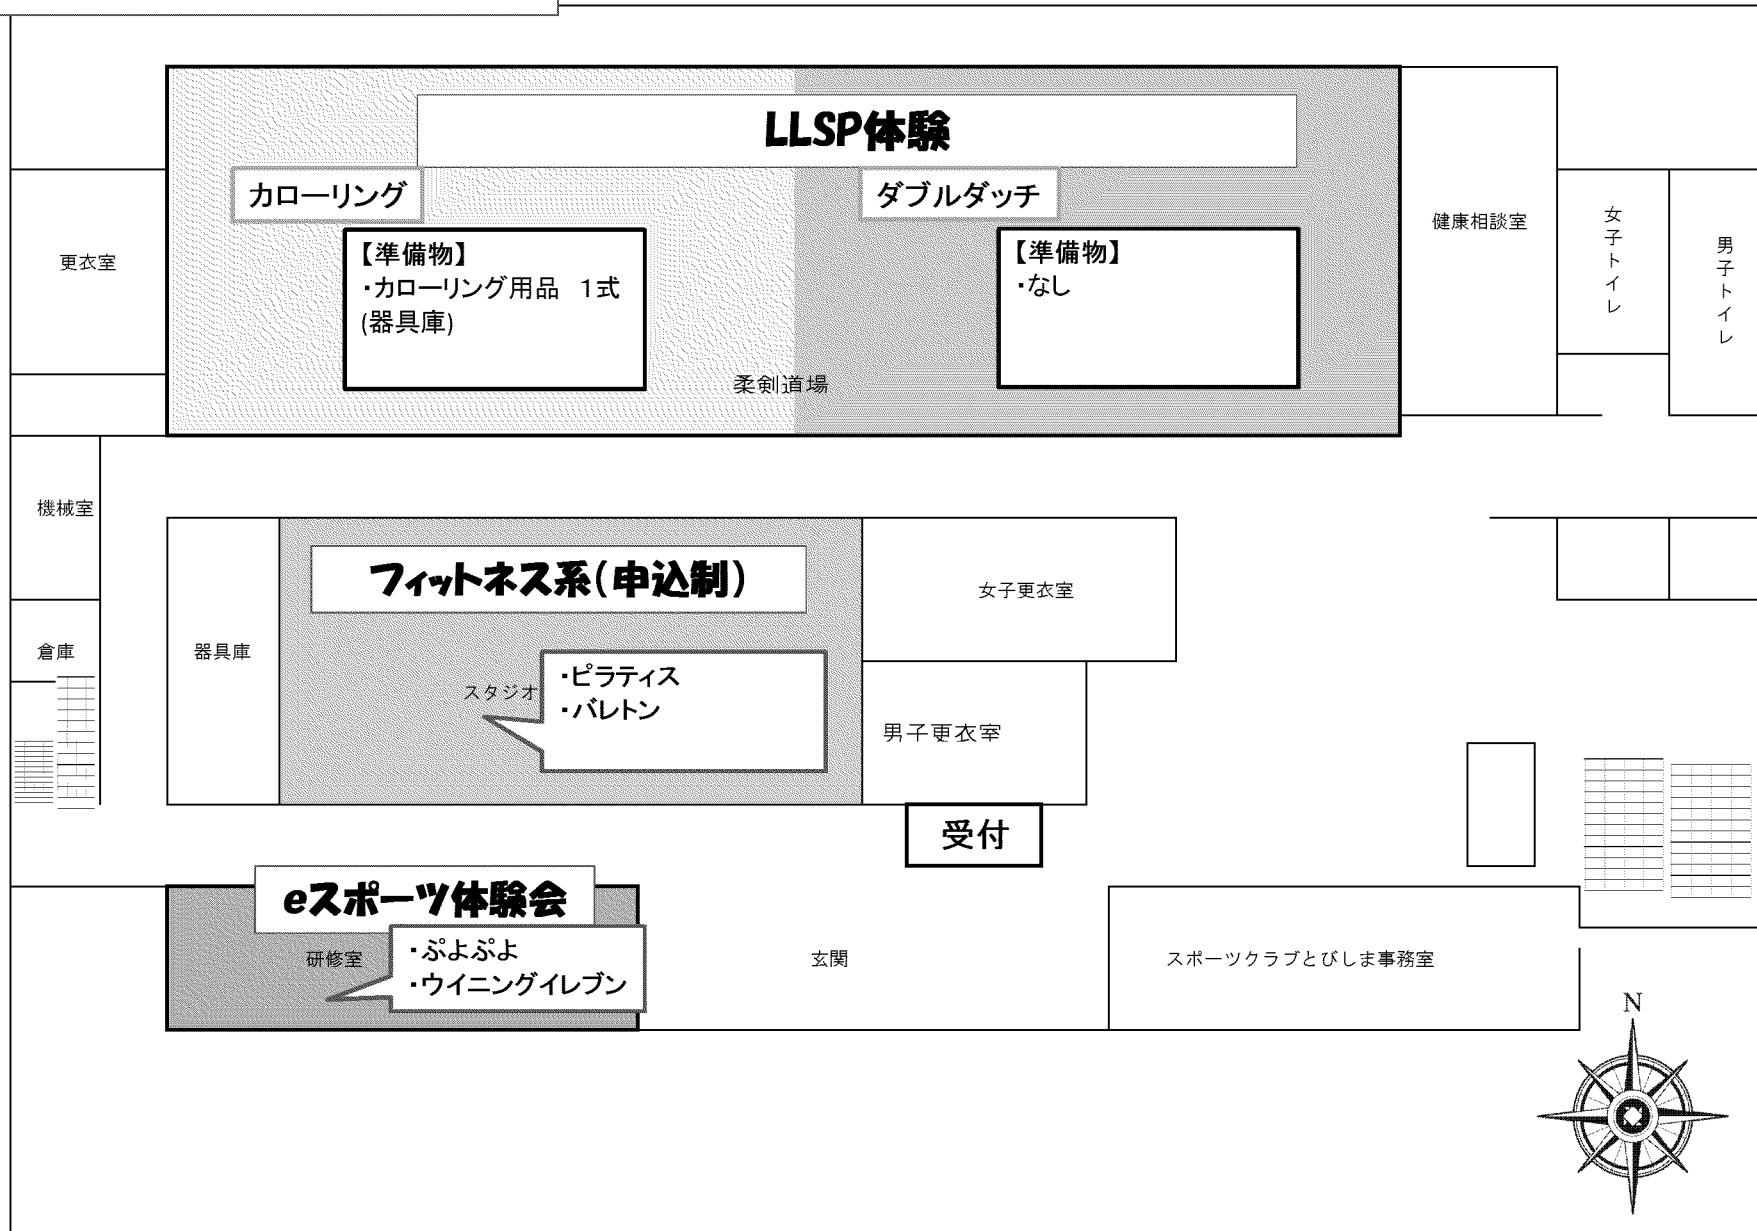 LLSP体験
カローリング
ダブルダッチ
【準備物】
・カローリング用品　1式
(器具庫)
【準備物】
・なし
柔剣道場
更衣室
健康相談室
女子トイレ
男子トイレ
機械室
倉庫
器具庫
フィットネス系(申込制)
スタジオ
・ピラティス
・バレトン
女子更衣室
男子更衣室
受付
eスポーツ体験会
研修室
・ぷよぷよ
・ウイニングイレブン
玄関
スポーツクラブとびしま事務室
N